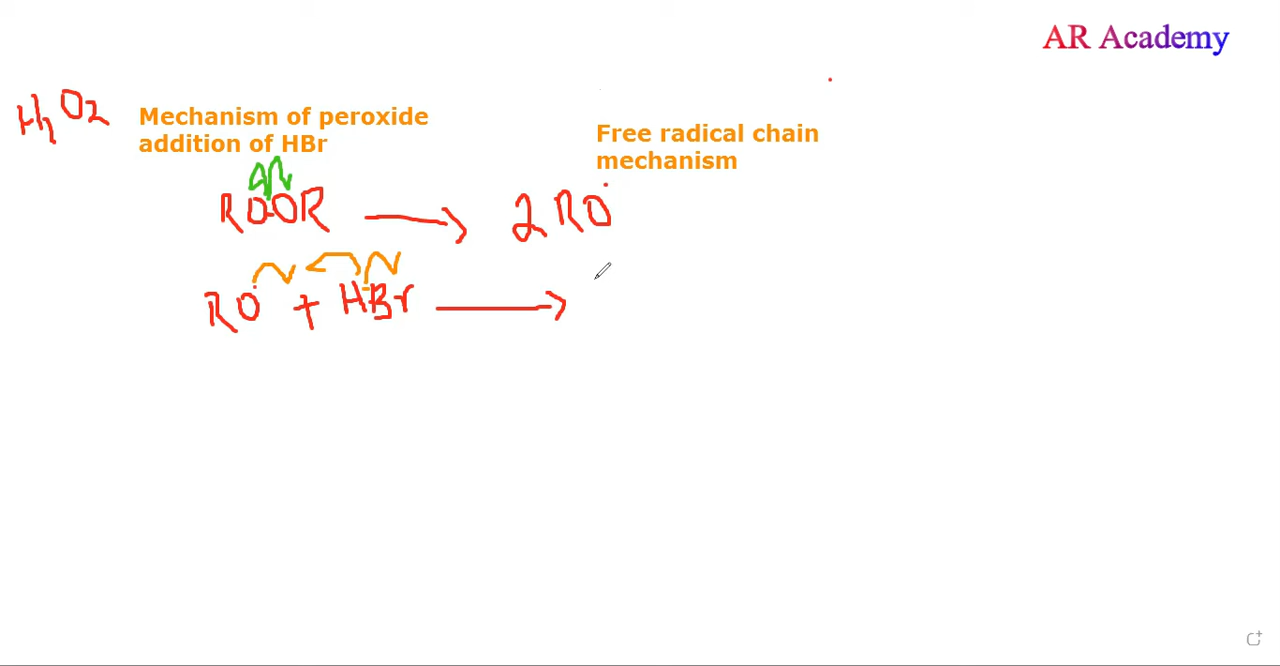 AR Academy
H2O2
Mechanism of peroxide
addition of HBr
Free radical chain
mechanism
ROOR → 2RO•
RO• + HBr →